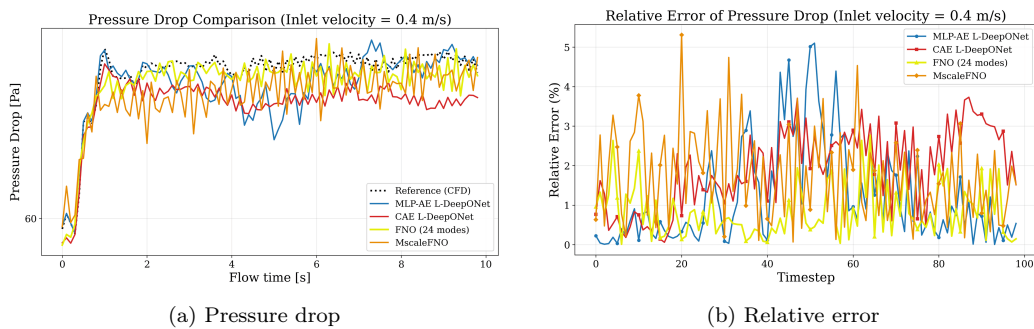 Pressure Drop Comparison (Inlet velocity = 0.4 m/s)
Pressure Drop [Pa]
60
Reference (CFD)
MLP-AE L-DeepONet
CAE L-DeepONet
FNO (24 modes)
MscaleFNO
0 2 4 6 8 10
Flow time [s]
(a) Pressure drop
Relative Error of Pressure Drop (Inlet velocity = 0.4 m/s)
Relative Error (%)
5
4
3
2
1
0
MLP-AE L-DeepONet
CAE L-DeepONet
FNO (24 modes)
MscaleFNO
0 20 40 60 80 100
Timestep
(b) Relative error